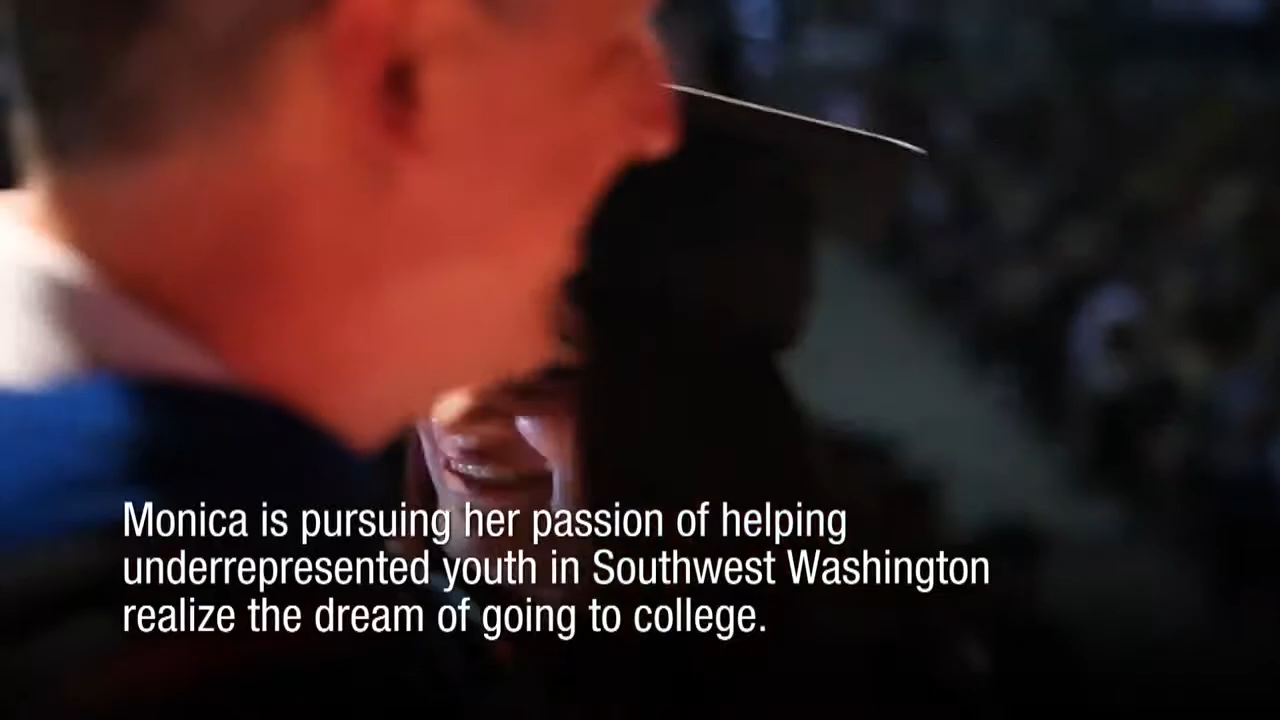 Monica is pursuing her passion of helping
underrepresented youth in Southwest Washington
realize the dream of going to college.